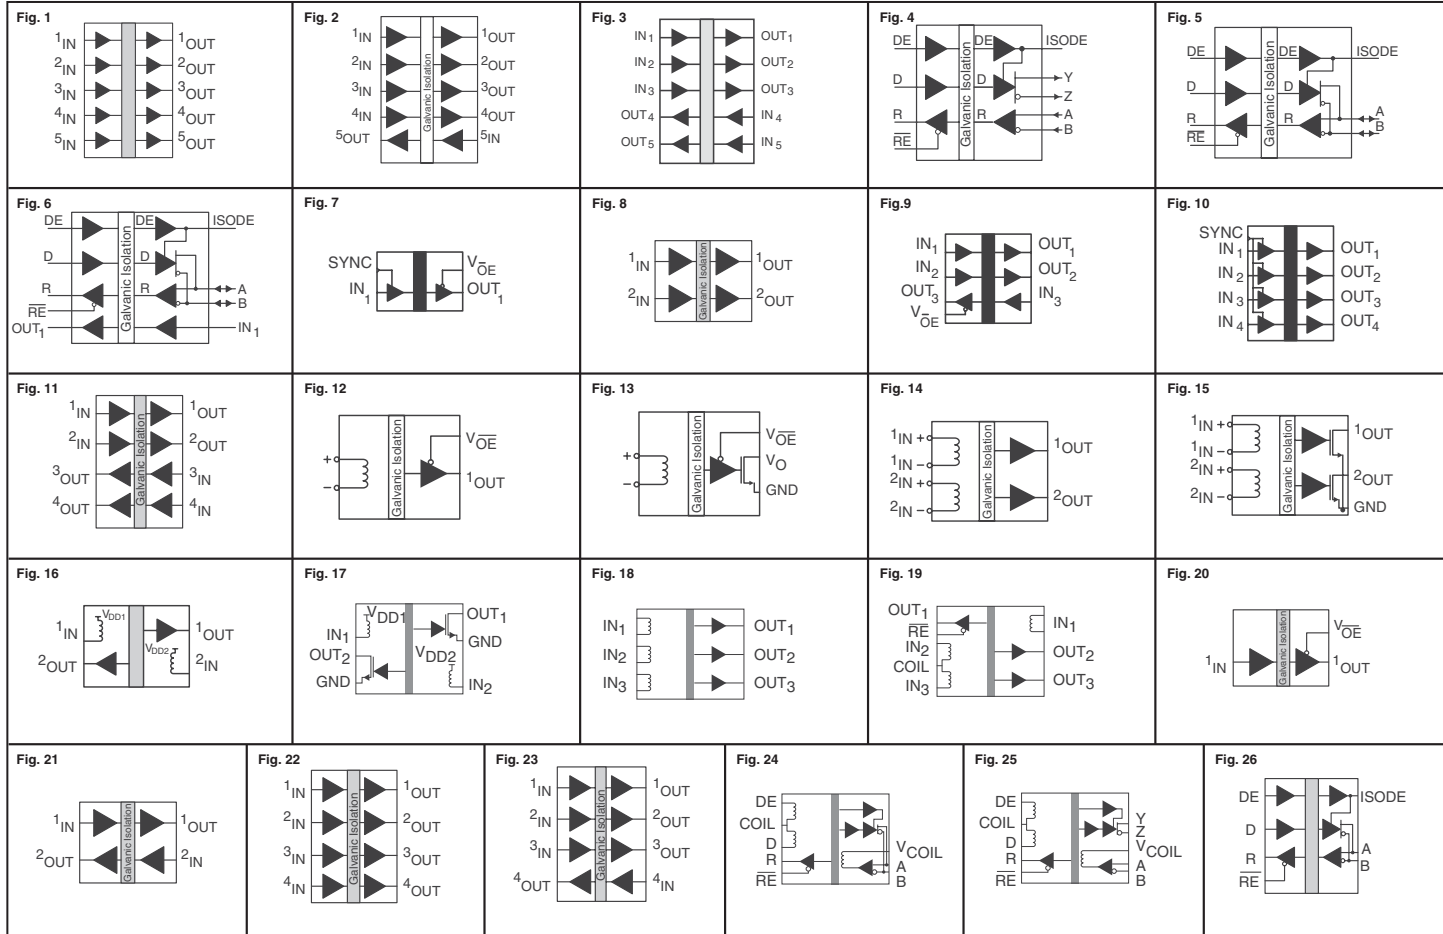 Fig. 1
1IN 1OUT
2IN 2OUT
3IN 3OUT
4IN 4OUT
5IN 5OUT
Fig. 2
1IN 1OUT
2IN 2OUT
3IN 3OUT
4IN 4OUT
5OUT 5IN
Galvanic Isolation
Fig. 3
IN1 OUT1
IN2 OUT2
IN3 OUT3
OUT4 IN4
OUT5 IN5
Fig. 4
DE DE ISODE
D D Y
Z
R R A
B
RE
Galvanic Isolation
Fig. 5
DE DE ISODE
D D
R R A
B
RE
Galvanic Isolation
Fig. 6
DE DE ISODE
D D
R R A
B
RE
OUT1 IN1
Galvanic Isolation
Fig. 7
SYNC VOE
IN1 OUT1
Fig. 8
1IN 1OUT
2IN 2OUT
Galvanic Isolation
Fig.9
IN1 OUT1
IN2 OUT2
OUT3 IN3
VOE
Fig. 10
SYNC
IN1 OUT1
IN2 OUT2
IN3 OUT3
IN4 OUT4
Fig. 11
1IN 1OUT
2IN 2OUT
3OUT 3IN
4OUT 4IN
Galvanic Isolation
Fig. 12
+ VOE
– 1OUT
Galvanic Isolation
Fig. 13
+ VOE
VO
– GND
Galvanic Isolation
Fig. 14
1IN +
1IN - 1OUT
2IN +
2IN - 2OUT
Galvanic Isolation
Fig. 15
1IN + 1OUT
1IN -
2IN + 2OUT
2IN - GND
Galvanic Isolation
Fig. 16
VDD1
1IN 1OUT
VDD2
2OUT 2IN
Fig. 17
VDD1 OUT1
IN1 GND
OUT2 VDD2
GND IN2
Fig. 18
IN1 OUT1
IN2 OUT2
IN3 OUT3
Fig. 19
OUT1
RE IN1
IN2 OUT2
COIL
IN3 OUT3
Fig. 20
VOE
1IN 1OUT
Galvanic Isolation
Fig. 21
1IN 1OUT
2OUT 2IN
Galvanic Isolation
Fig. 22
1IN 1OUT
2IN 2OUT
3IN 3OUT
4IN 4OUT
Galvanic Isolation
Fig. 23
1IN 1OUT
2IN 2OUT
3IN 3OUT
4OUT 4IN
Galvanic Isolation
Fig. 24
DE
COIL
D VCOIL
R A
RE B
Fig. 25
DE
COIL Y
Z
D VCOIL
R A
RE B
Fig. 26
DE ISODE
D
R A
B
RE